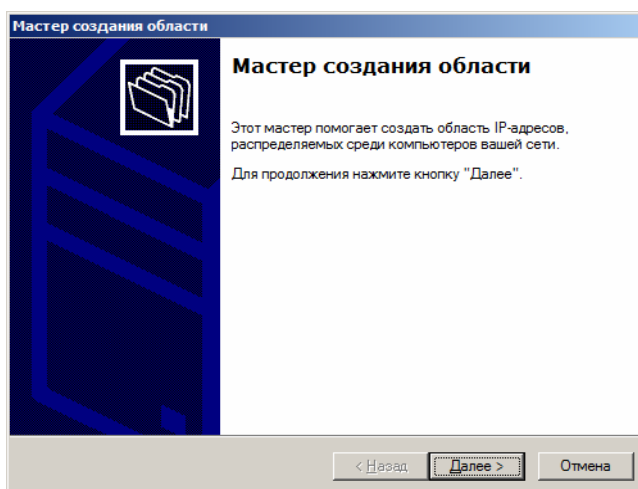 Мастер создания области
Мастер создания области
Этот мастер помогает создать область IP-адресов,
распределяемых среди компьютеров вашей сети.
Для продолжения нажмите кнопку "Далее".
< Назад Далее > Отмена